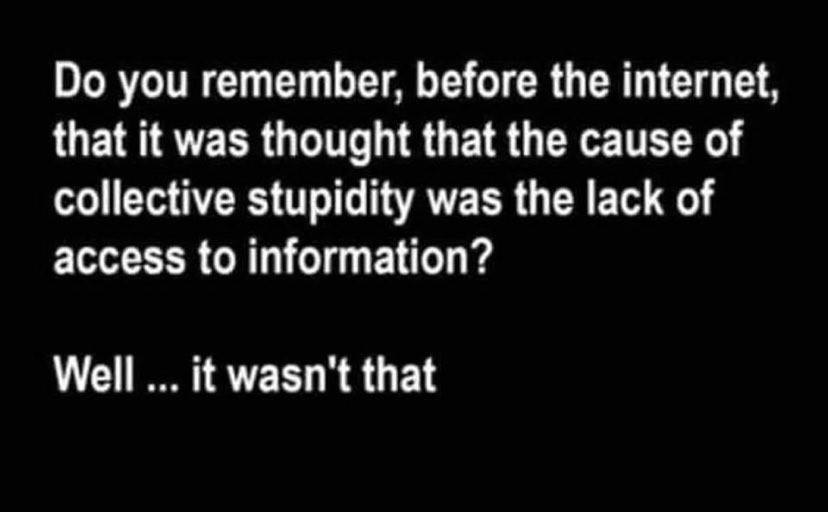 Do you remember, before the internet,
that it was thought that the cause of
collective stupidity was the lack of
access to information?
Well ... it wasn't that